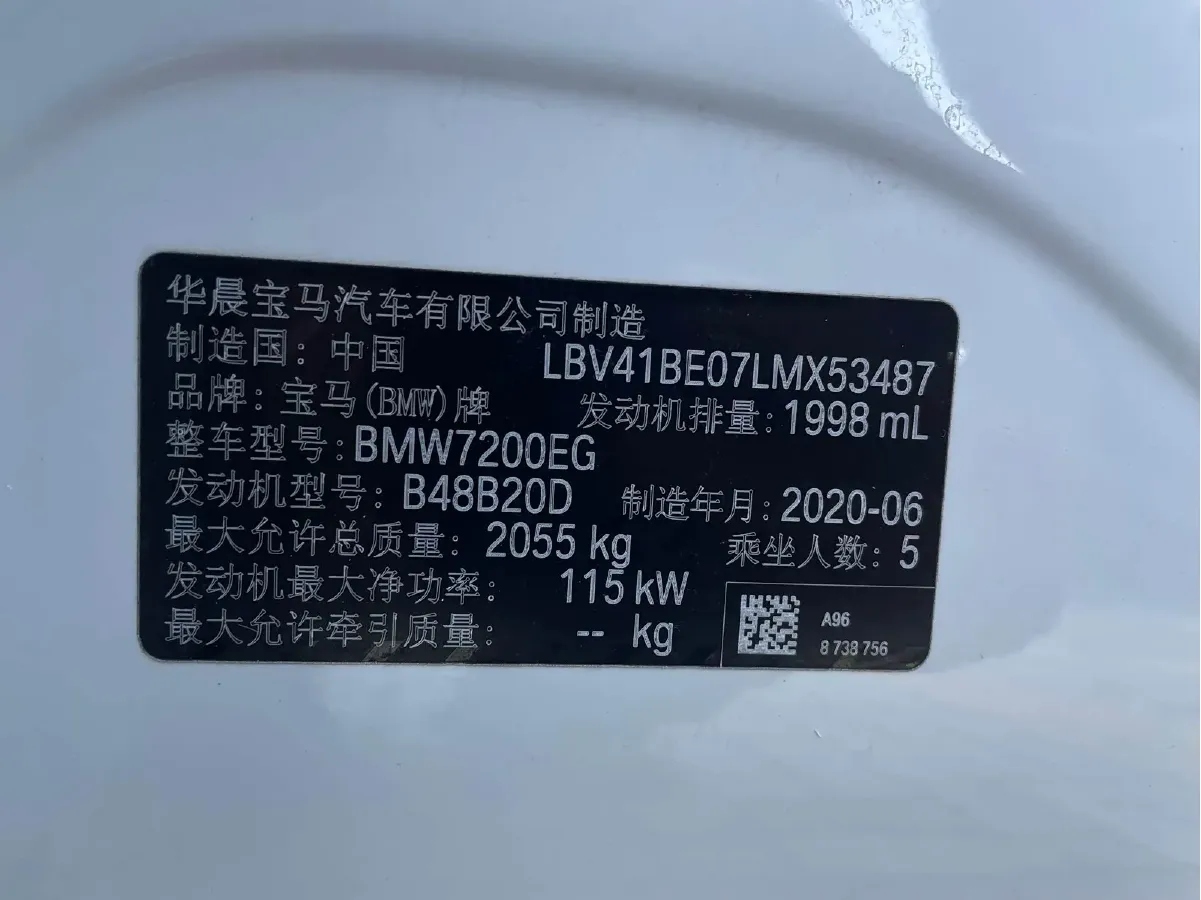 华晨宝马汽车有限公司制造
制造国：中国 LBV41BE07LMX53487
品牌：宝马(BMW)牌 发动机排量：1998 mL
整车型号：BMW7200EG
发动机型号：B48B20D 制造年月：2020-06
最大允许总质量：2055 kg 乘坐人数：5
发动机最大净功率：115 kW
最大允许牵引质量：-- kg
A96
8 738 756